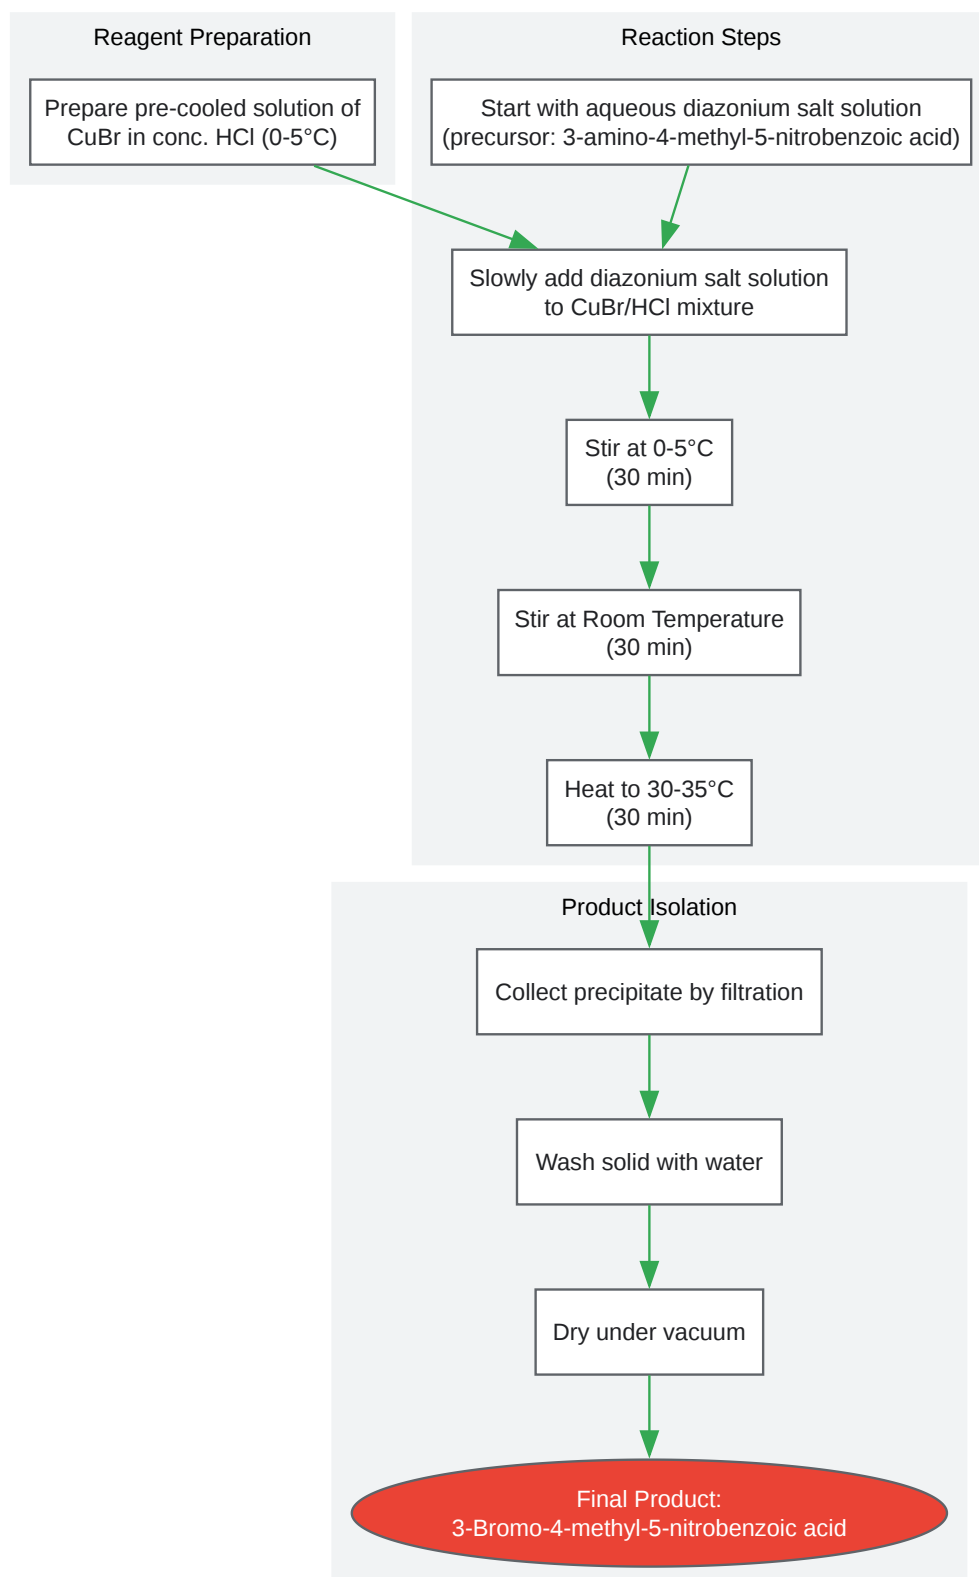 Reagent Preparation
Prepare pre-cooled solution of
CuBr in conc. HCl (0-5°C)
Reaction Steps
Start with aqueous diazonium salt solution
(precursor: 3-amino-4-methyl-5-nitrobenzoic acid)
Slowly add diazonium salt solution
to CuBr/HCl mixture
Stir at 0-5°C
(30 min)
Stir at Room Temperature
(30 min)
Heat to 30-35°C
(30 min)
Product Isolation
Collect precipitate by filtration
Wash solid with water
Dry under vacuum
Final Product:
3-Bromo-4-methyl-5-nitrobenzoic acid